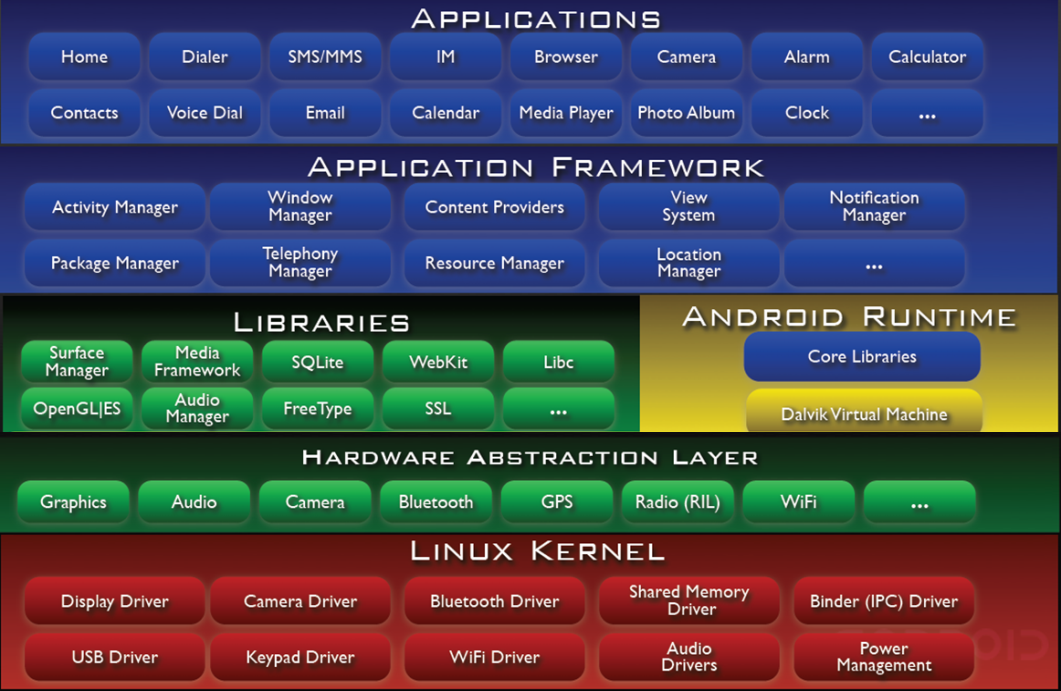 APPLICATIONS
Home Dialer SMS/MMS IM Browser Camera Alarm Calculator
Contacts Voice Dial Email Calendar Media Player Photo Album Clock ...
APPLICATION FRAMEWORK
Activity Manager
Window
Manager
Content Providers
View
System
Notification
Manager
Package Manager
Telephony
Manager
Resource Manager
Location
Manager
...
LIBRARIES
Surface
Manager
Media
Framework
SQLite
WebKit
Libc
OpenGL|ES
Audio
Manager
FreeType
SSL
...
ANDROID RUNTIME
Core Libraries
Dalvik Virtual Machine
HARDWARE ABSTRACTION LAYER
Graphics Audio Camera Bluetooth GPS Radio (RIL) WiFi ...
LINUX KERNEL
Display Driver
Camera Driver
Bluetooth Driver
Shared Memory
Driver
Binder (IPC) Driver
USB Driver
Keypad Driver
WiFi Driver
Audio
Drivers
Power
Management